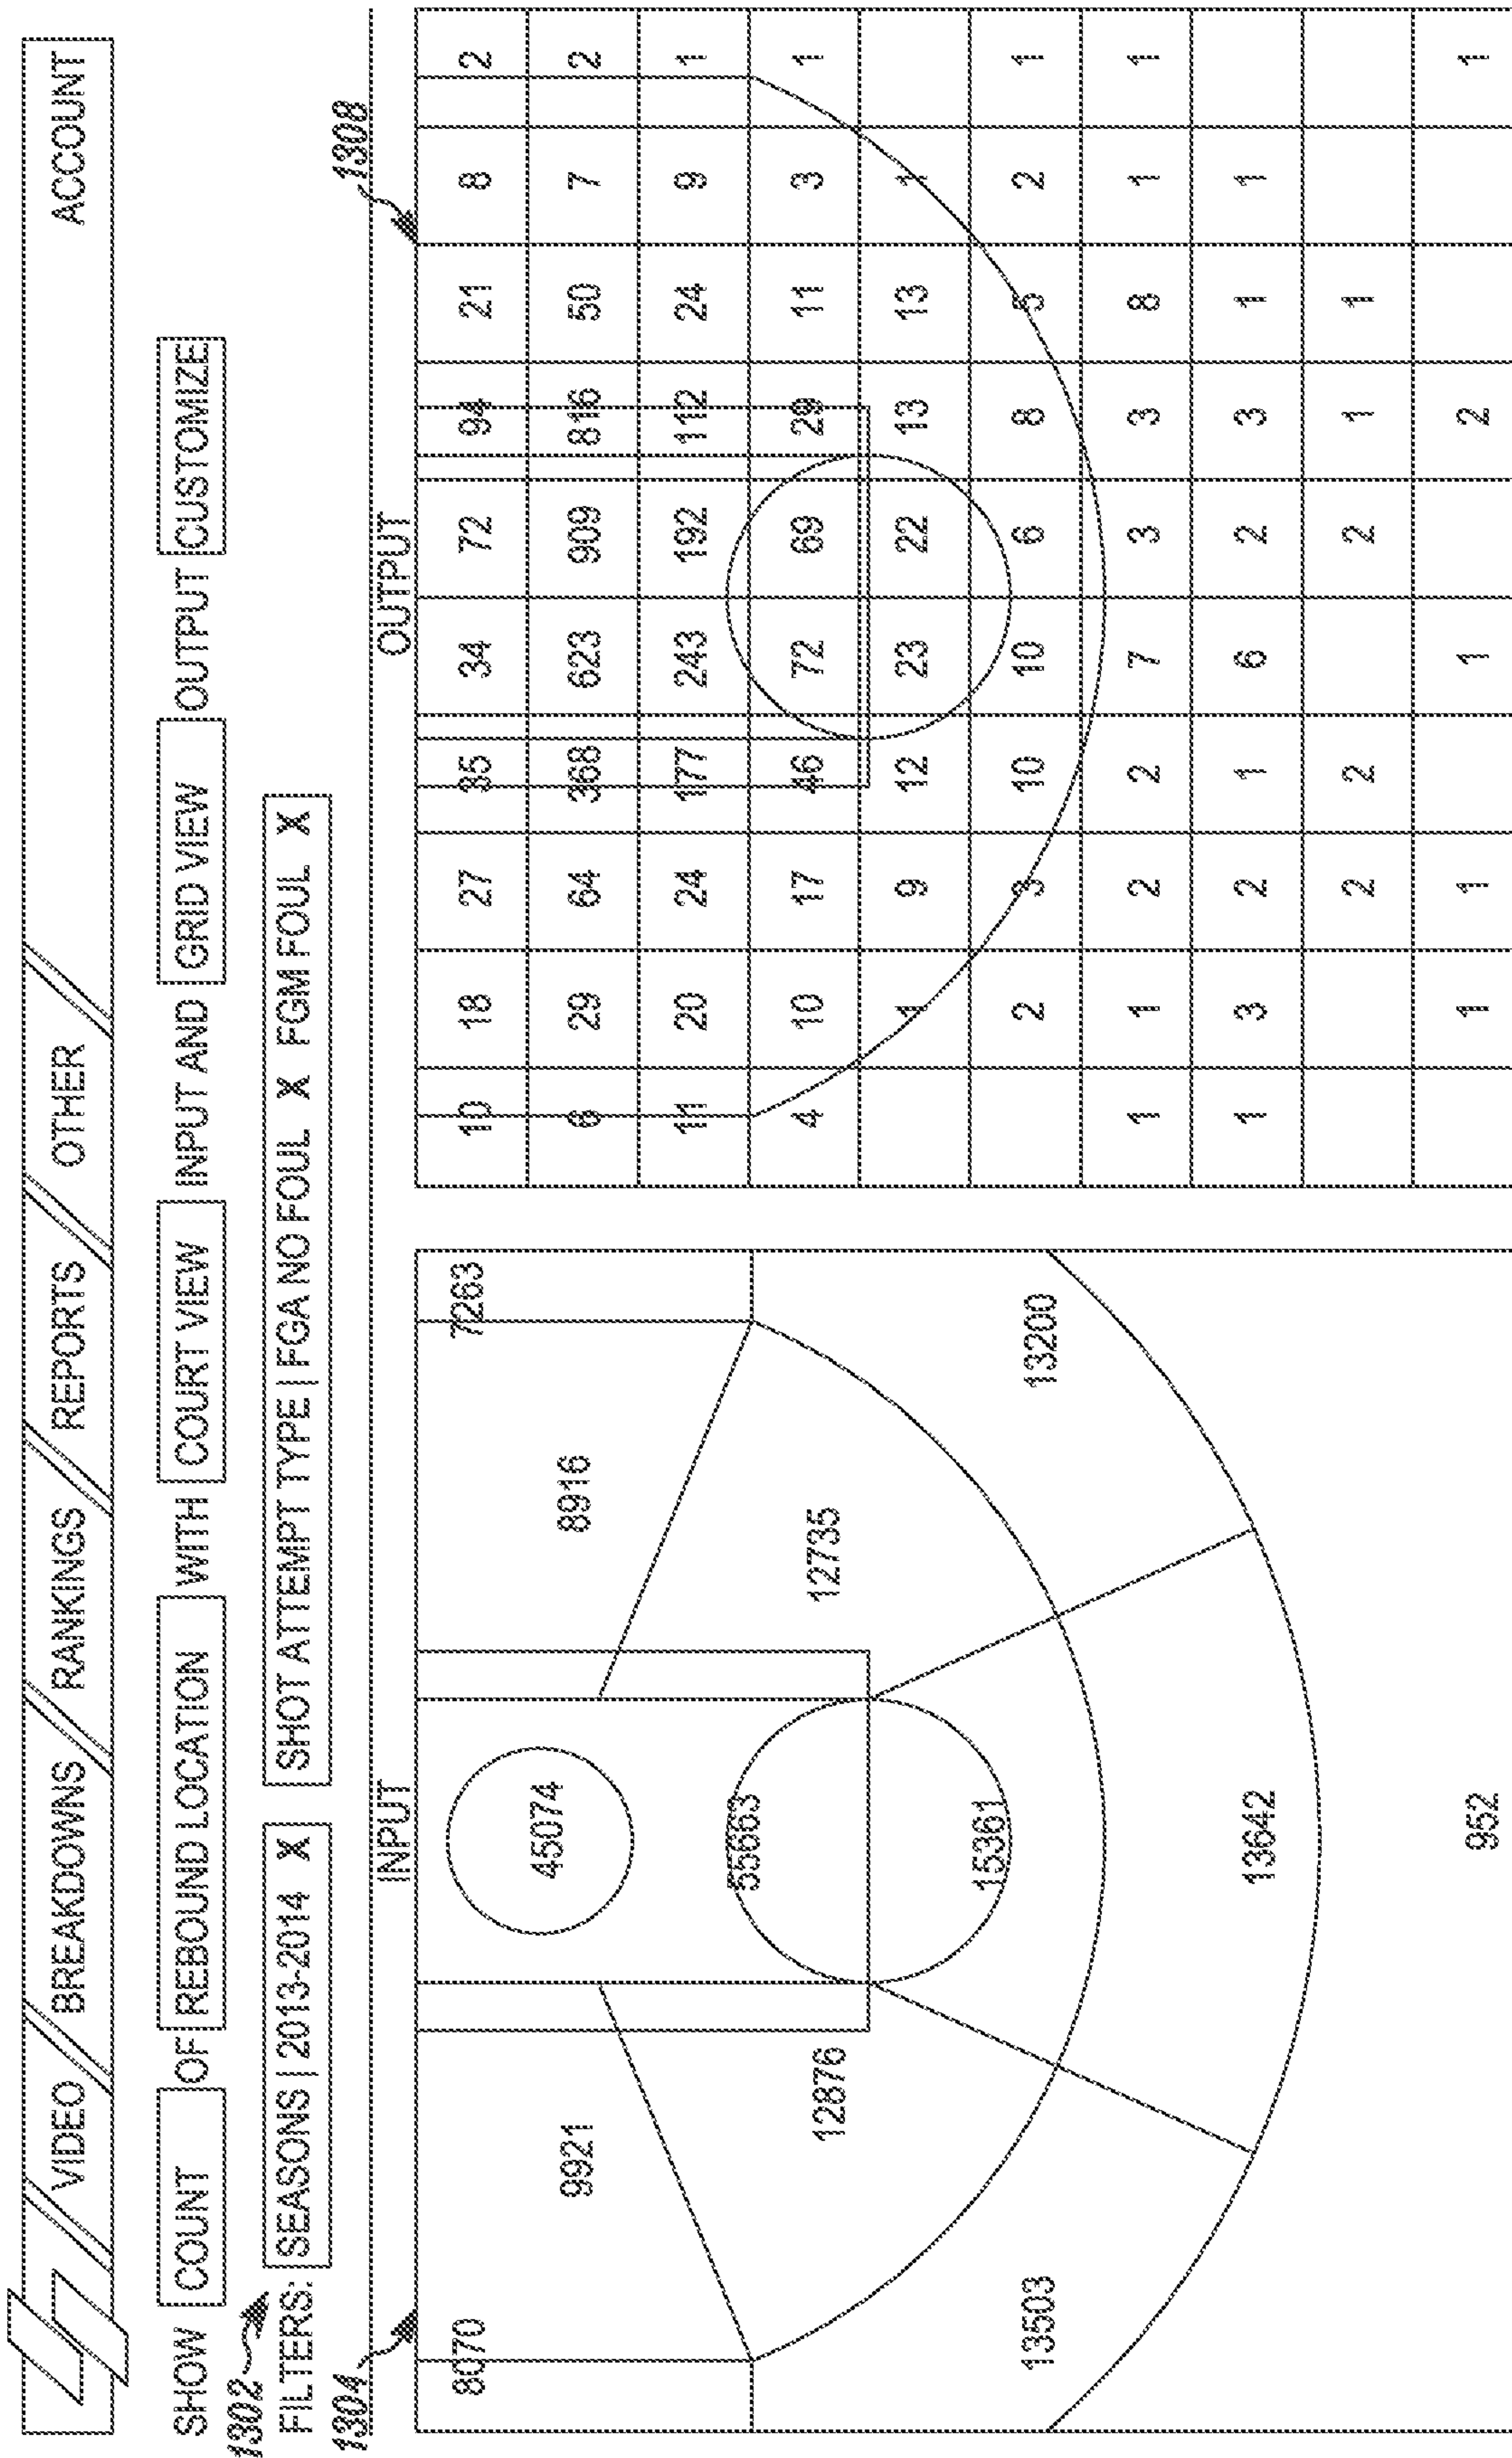 VIDEO BREAKDOWNS RANKINGS REPORTS OTHER ACCOUNT
SHOW COUNT OF REBOUND LOCATION WITH COURT VIEW INPUT AND GRID VIEW OUTPUT CUSTOMIZE
1302
FILTERS: SEASONS | 2013-2014 X SHOT ATTEMPT TYPE | FGA NO FOUL X FGM FOUL X
1304
1308
INPUT
8070 7263
45074
9921 8916
55663
12876 12735
15361
13503 13200
13642
952
OUTPUT
10 18 27 35 34 72 94 21 8 2
6 29 64 368 623 909 816 50 7 2
11 20 24 177 243 192 112 24 9 1
4 10 17 46 72 69 29 11 3 1
1 9 12 23 22 13 13 1
2 3 10 10 6 8 5 2 1
1 1 2 2 7 3 3 8 1 1
1 3 2 1 6 2 3 1 1
2 2 2 1 1
1 1 1 2 1